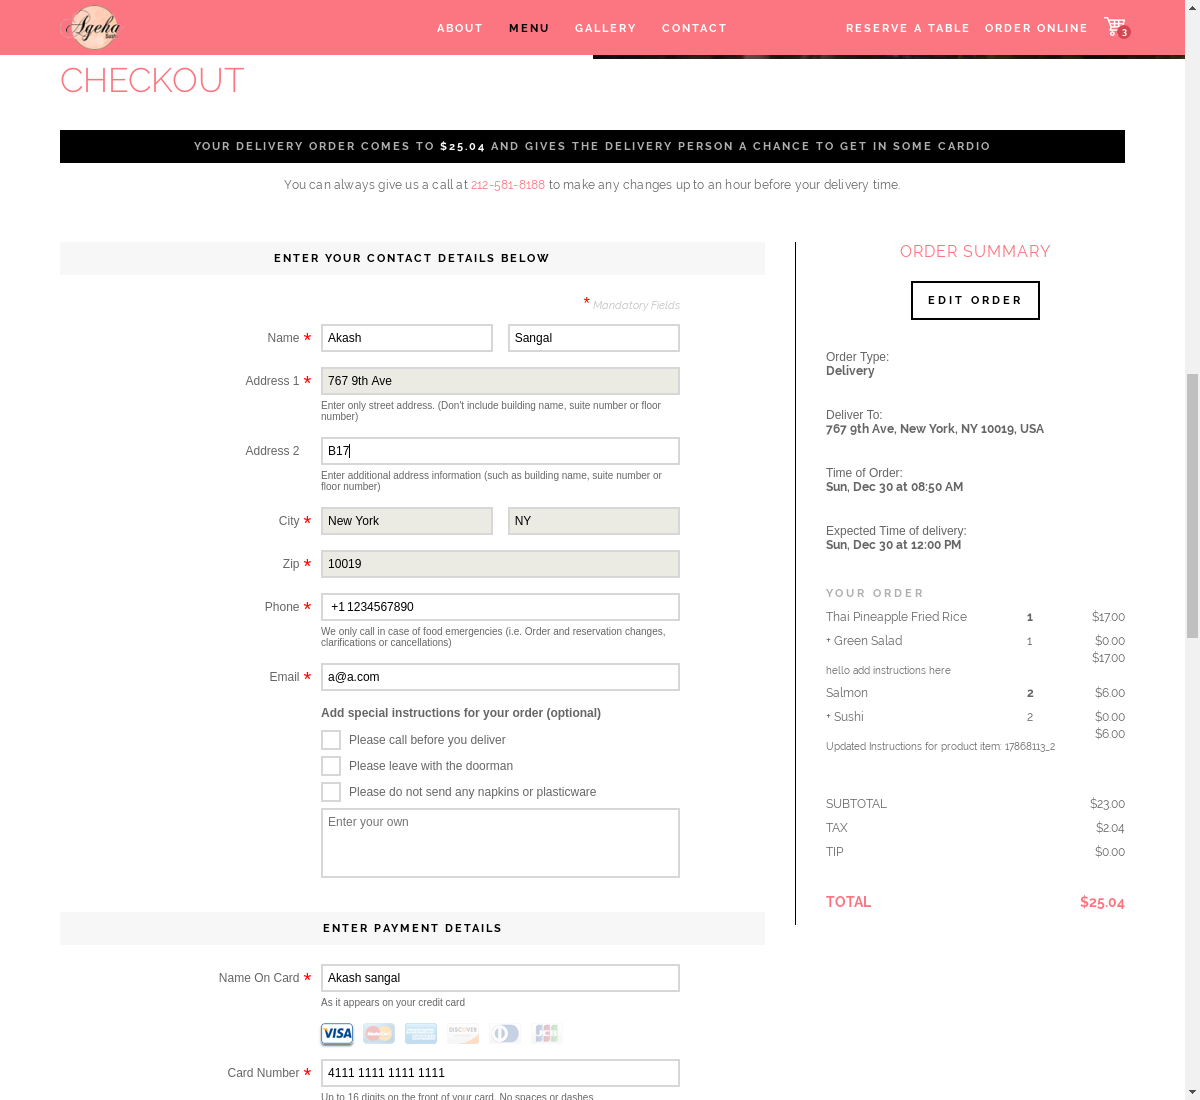 Ageha
Sushi
ABOUT MENU GALLERY CONTACT RESERVE A TABLE ORDER ONLINE 3
CHECKOUT
YOUR DELIVERY ORDER COMES TO $25.04 AND GIVES THE DELIVERY PERSON A CHANCE TO GET IN SOME CARDIO
You can always give us a call at 212-581-8188 to make any changes up to an hour before your delivery time.
ENTER YOUR CONTACT DETAILS BELOW
* Mandatory Fields
Name * Akash Sangal
Address 1 * 767 9th Ave
Enter only street address. (Don't include building name, suite number or floor
number)
Address 2 B17
Enter additional address information (such as building name, suite number or
floor number)
City * New York NY
Zip * 10019
Phone * +1 1234567890
We only call in case of food emergencies (i.e. Order and reservation changes,
clarifications or cancellations)
Email * a@a.com
Add special instructions for your order (optional)
Please call before you deliver
Please leave with the doorman
Please do not send any napkins or plasticware
Enter your own
ENTER PAYMENT DETAILS
Name On Card * Akash sangal
As it appears on your credit card
VISA MasterCard AMERICAN EXPRESS DISCOVER JCB
Card Number * 4111 1111 1111 1111
Up to 16 digits on the front of your card. No spaces or dashes
ORDER SUMMARY
EDIT ORDER
Order Type:
Delivery
Deliver To:
767 9th Ave, New York, NY 10019, USA
Time of Order:
Sun, Dec 30 at 08:50 AM
Expected Time of delivery:
Sun, Dec 30 at 12:00 PM
YOUR ORDER
Thai Pineapple Fried Rice 1 $17.00
+ Green Salad 1 $0.00
$17.00
hello add instructions here
Salmon 2 $6.00
+ Sushi 2 $0.00
$6.00
Updated Instructions for product item: 17868113_2
SUBTOTAL $23.00
TAX $2.04
TIP $0.00
TOTAL $25.04